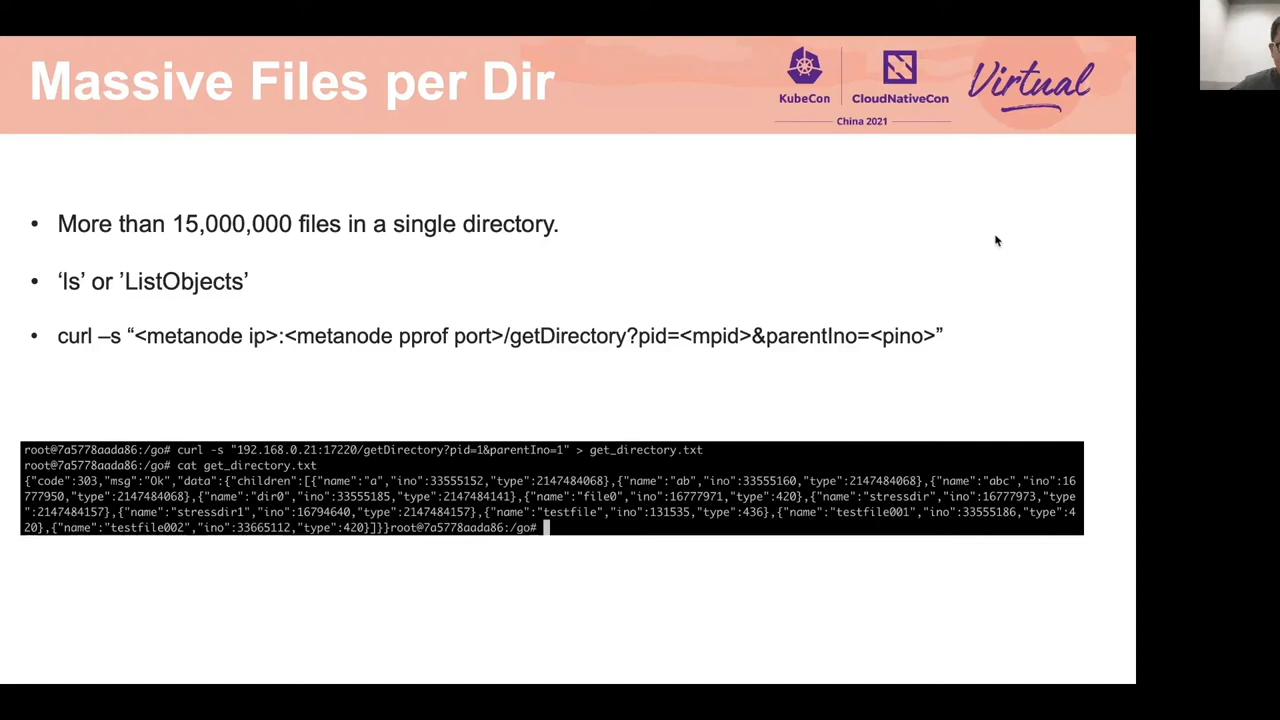 Massive Files per Dir
KubeCon
CloudNativeCon
Virtual
China 2021
• More than 15,000,000 files in a single directory.
• ‘ls’ or ’ListObjects’
• curl –s “<metanode ip>:<metanode pprof port>/getDirectory?pid=<mpid>&parentIno=<pino>”
root@7a5778aada86:/go# curl -s "192.168.0.21:17220/getDirectory?pid=1&parentIno=1" > get_directory.txt
root@7a5778aada86:/go# cat get_directory.txt
{"code":303,"msg":"Ok","data":{"children":[{"name":"a","ino":33555152,"type":2147484068},{"name":"ab","ino":33555160,"type":2147484068},{"name":"abc","ino":16
777950,"type":2147484068},{"name":"dir0","ino":33555185,"type":2147484141},{"name":"file0","ino":16777971,"type":420},{"name":"stressdir","ino":16777973,"type
":2147484157},{"name":"stressdir1","ino":16794640,"type":2147484157},{"name":"testfile","ino":131535,"type":436},{"name":"testfile001","ino":33555186,"type":4
20},{"name":"testfile002","ino":33665112,"type":420}]}}root@7a5778aada86:/go#